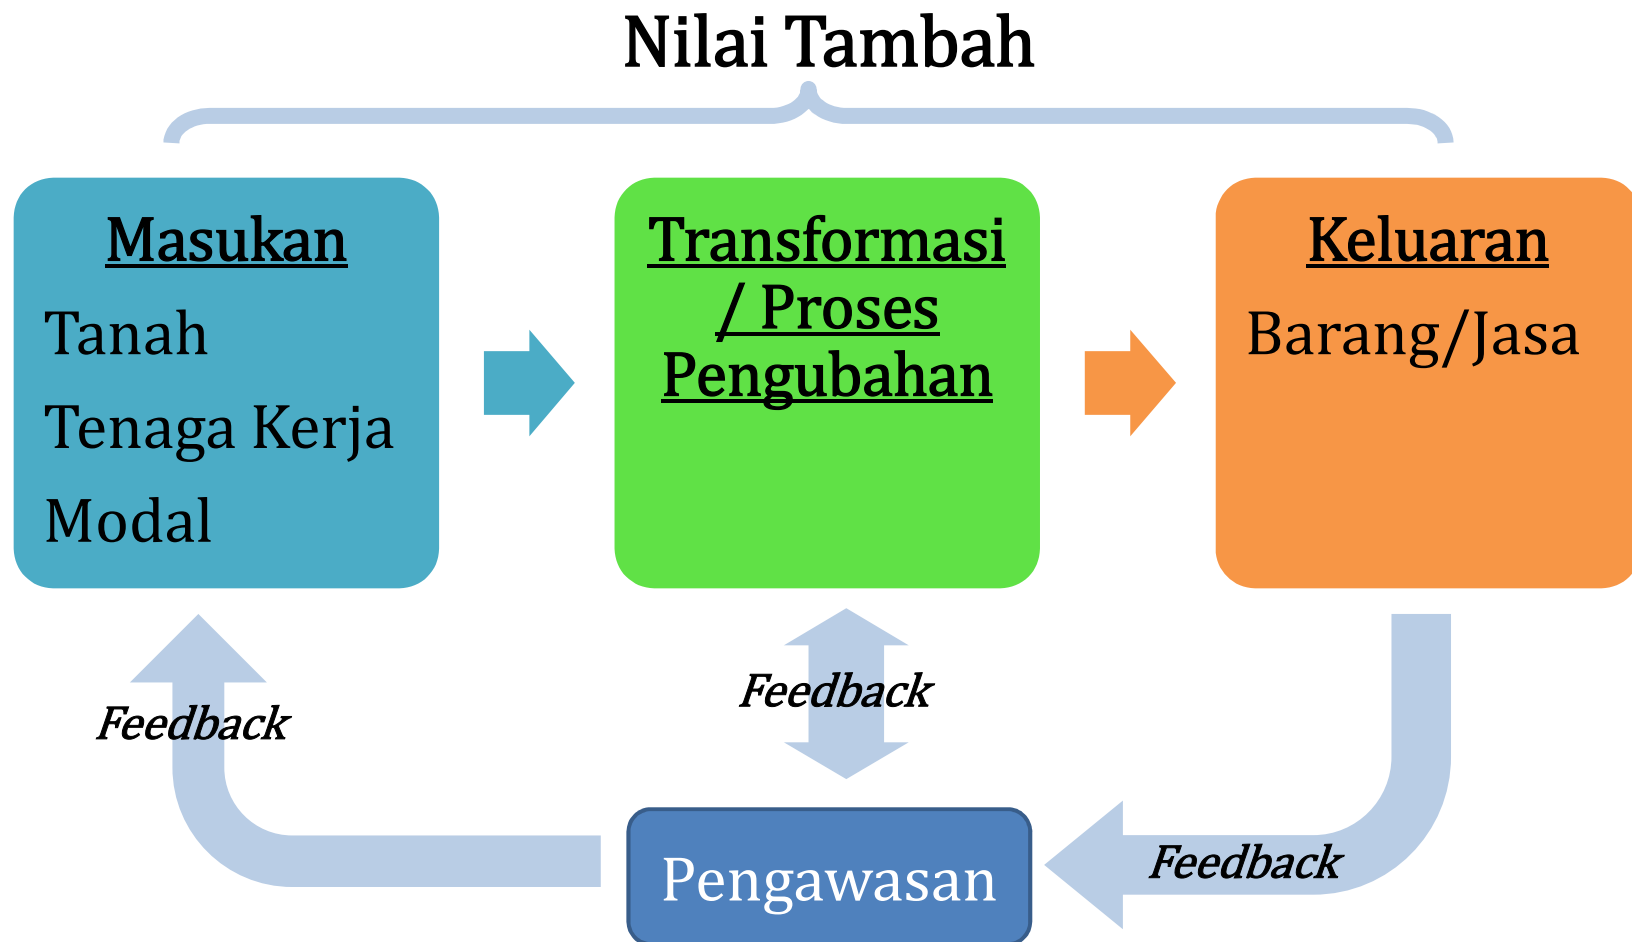 Nilai Tambah
Masukan
Tanah
Tenaga Kerja
Modal
Transformasi
/ Proses
Pengubahan
Keluaran
Barang/Jasa
Feedback
Feedback
Feedback
Pengawasan